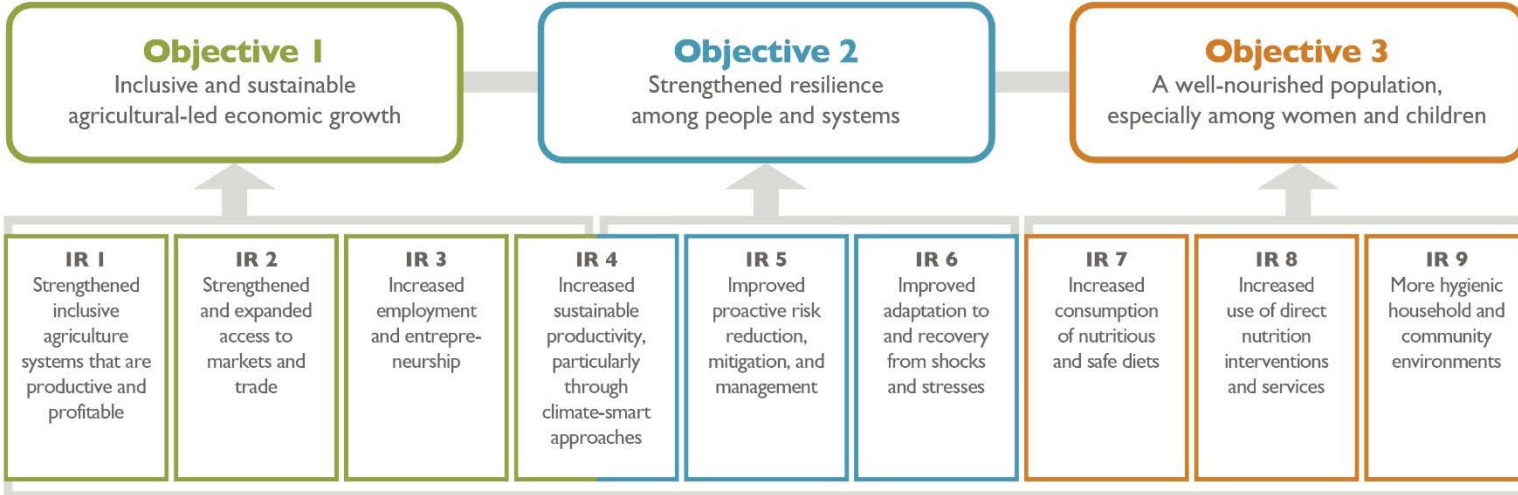 Objective 1
Inclusive and sustainable
agricultural-led economic growth
Objective 2
Strengthened resilience
among people and systems
Objective 3
A well-nourished population,
especially among women and children
IR 1
Strengthened
inclusive
agriculture
systems that are
productive and
profitable
IR 2
Strengthened
and expanded
access to
markets and
trade
IR 3
Increased
employment
and entrepre-
neurship
IR 4
Increased
sustainable
productivity,
particularly
through
climate-smart
approaches
IR 5
Improved
proactive risk
reduction,
mitigation, and
management
IR 6
Improved
adaptation to
and recovery
from shocks
and stresses
IR 7
Increased
consumption
of nutritious
and safe diets
IR 8
Increased
use of direct
nutrition
interventions
and services
IR 9
More hygienic
household and
community
environments